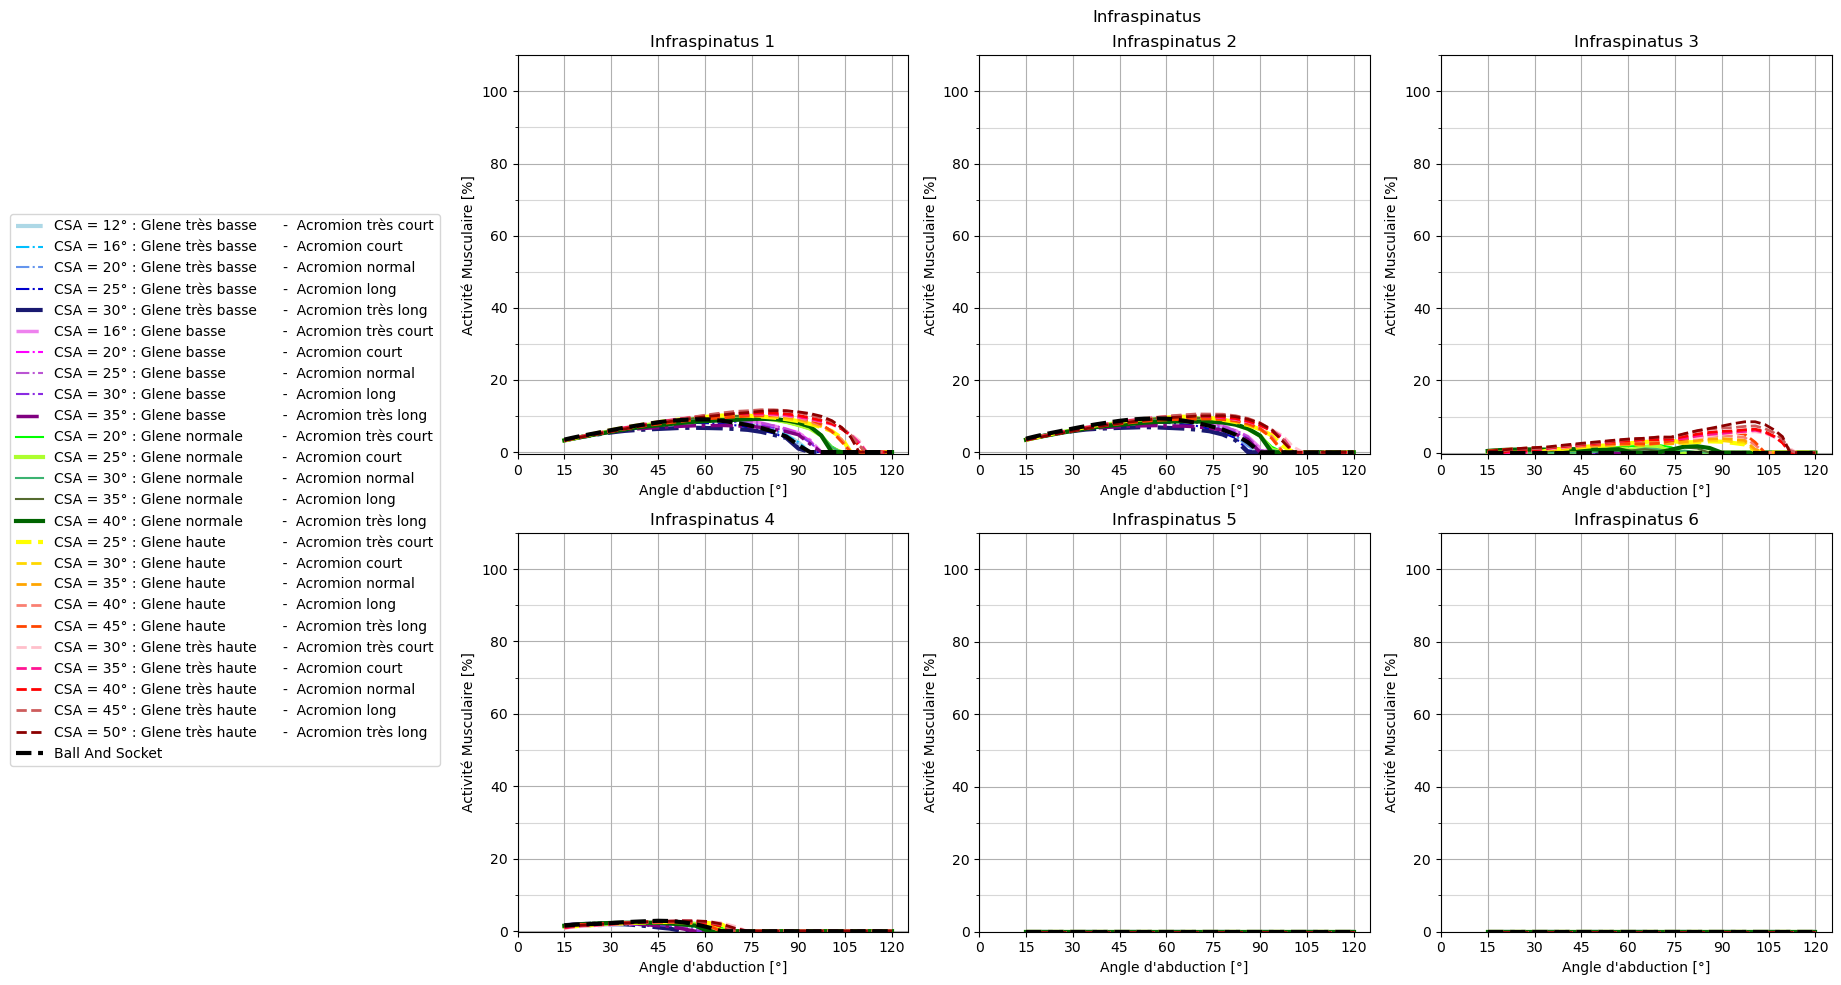 Infraspinatus
Infraspinatus 1
Infraspinatus 2
Infraspinatus 3
100
80
60
40
20
0
Activité Musculaire [%]
0 15 30 45 60 75 90 105 120
Angle d'abduction [°]
100
80
60
40
20
0
Activité Musculaire [%]
0 15 30 45 60 75 90 105 120
Angle d'abduction [°]
100
80
60
40
20
0
Activité Musculaire [%]
0 15 30 45 60 75 90 105 120
Angle d'abduction [°]
CSA = 12° : Glene très basse - Acromion très court
CSA = 16° : Glene très basse - Acromion court
CSA = 20° : Glene très basse - Acromion normal
CSA = 25° : Glene très basse - Acromion long
CSA = 30° : Glene très basse - Acromion très long
CSA = 16° : Glene basse - Acromion très court
CSA = 20° : Glene basse - Acromion court
CSA = 25° : Glene basse - Acromion normal
CSA = 30° : Glene basse - Acromion long
CSA = 35° : Glene basse - Acromion très long
CSA = 20° : Glene normale - Acromion très court
CSA = 25° : Glene normale - Acromion court
CSA = 30° : Glene normale - Acromion normal
CSA = 35° : Glene normale - Acromion long
CSA = 40° : Glene normale - Acromion très long
CSA = 25° : Glene haute - Acromion très court
CSA = 30° : Glene haute - Acromion court
CSA = 35° : Glene haute - Acromion normal
CSA = 40° : Glene haute - Acromion long
CSA = 45° : Glene haute - Acromion très long
CSA = 30° : Glene très haute - Acromion très court
CSA = 35° : Glene très haute - Acromion court
CSA = 40° : Glene très haute - Acromion normal
CSA = 45° : Glene très haute - Acromion long
CSA = 50° : Glene très haute - Acromion très long
Ball And Socket
Infraspinatus 4
Infraspinatus 5
Infraspinatus 6
100
80
60
40
20
0
Activité Musculaire [%]
0 15 30 45 60 75 90 105 120
Angle d'abduction [°]
100
80
60
40
20
0
Activité Musculaire [%]
0 15 30 45 60 75 90 105 120
Angle d'abduction [°]
100
80
60
40
20
0
Activité Musculaire [%]
0 15 30 45 60 75 90 105 120
Angle d'abduction [°]